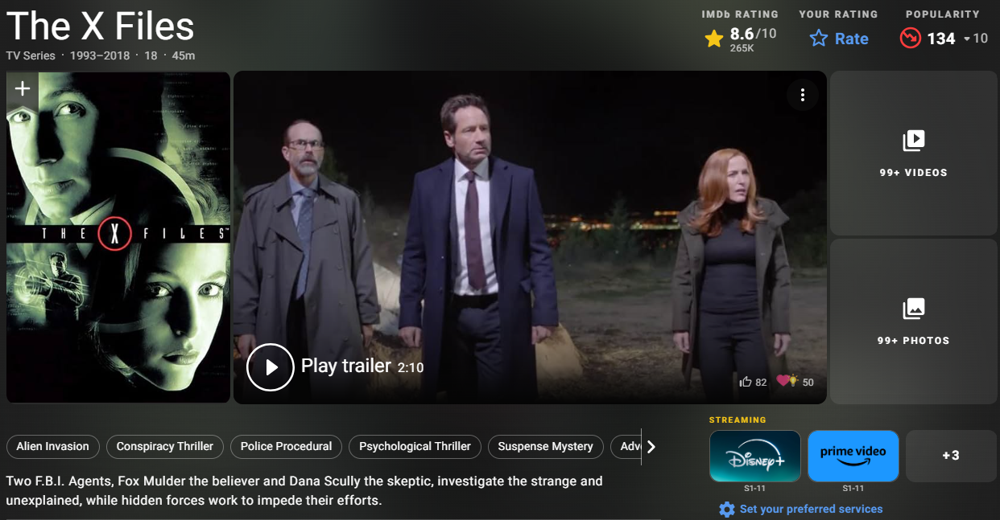 The X Files
TV Series · 1993–2018 · 18 · 45m
IMDb RATING
8.6/10
265K
YOUR RATING
Rate
POPULARITY
134 10
THE X FILES™
Play trailer 2:10
82 50
99+ VIDEOS
99+ PHOTOS
Alien Invasion
Conspiracy Thriller
Police Procedural
Psychological Thriller
Suspense Mystery
Adv
Two F.B.I. Agents, Fox Mulder the believer and Dana Scully the skeptic, investigate the strange and
unexplained, while hidden forces work to impede their efforts.
STREAMING
Disney+
S1-11
prime video
S1-11
+3
Set your preferred services